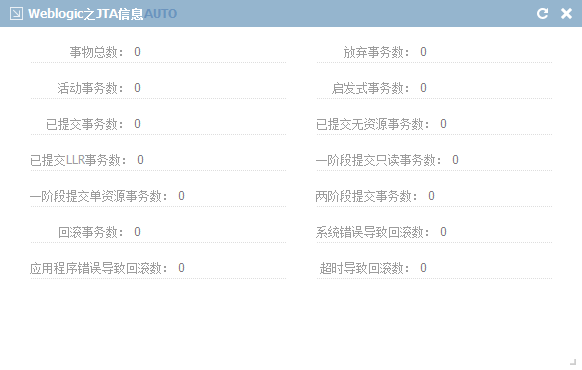 Weblogic之JTA信息AUTO
事物总数： 0 放弃事务数： 0
活动事务数： 0 启发式事务数： 0
已提交事务数： 0 已提交无资源事务数： 0
已提交LLR事务数： 0 一阶段提交只读事务数： 0
一阶段提交单资源事务数： 0 两阶段提交事务数： 0
回滚事务数： 0 系统错误导致回滚数： 0
应用程序错误导致回滚数： 0 超时导致回滚数： 0